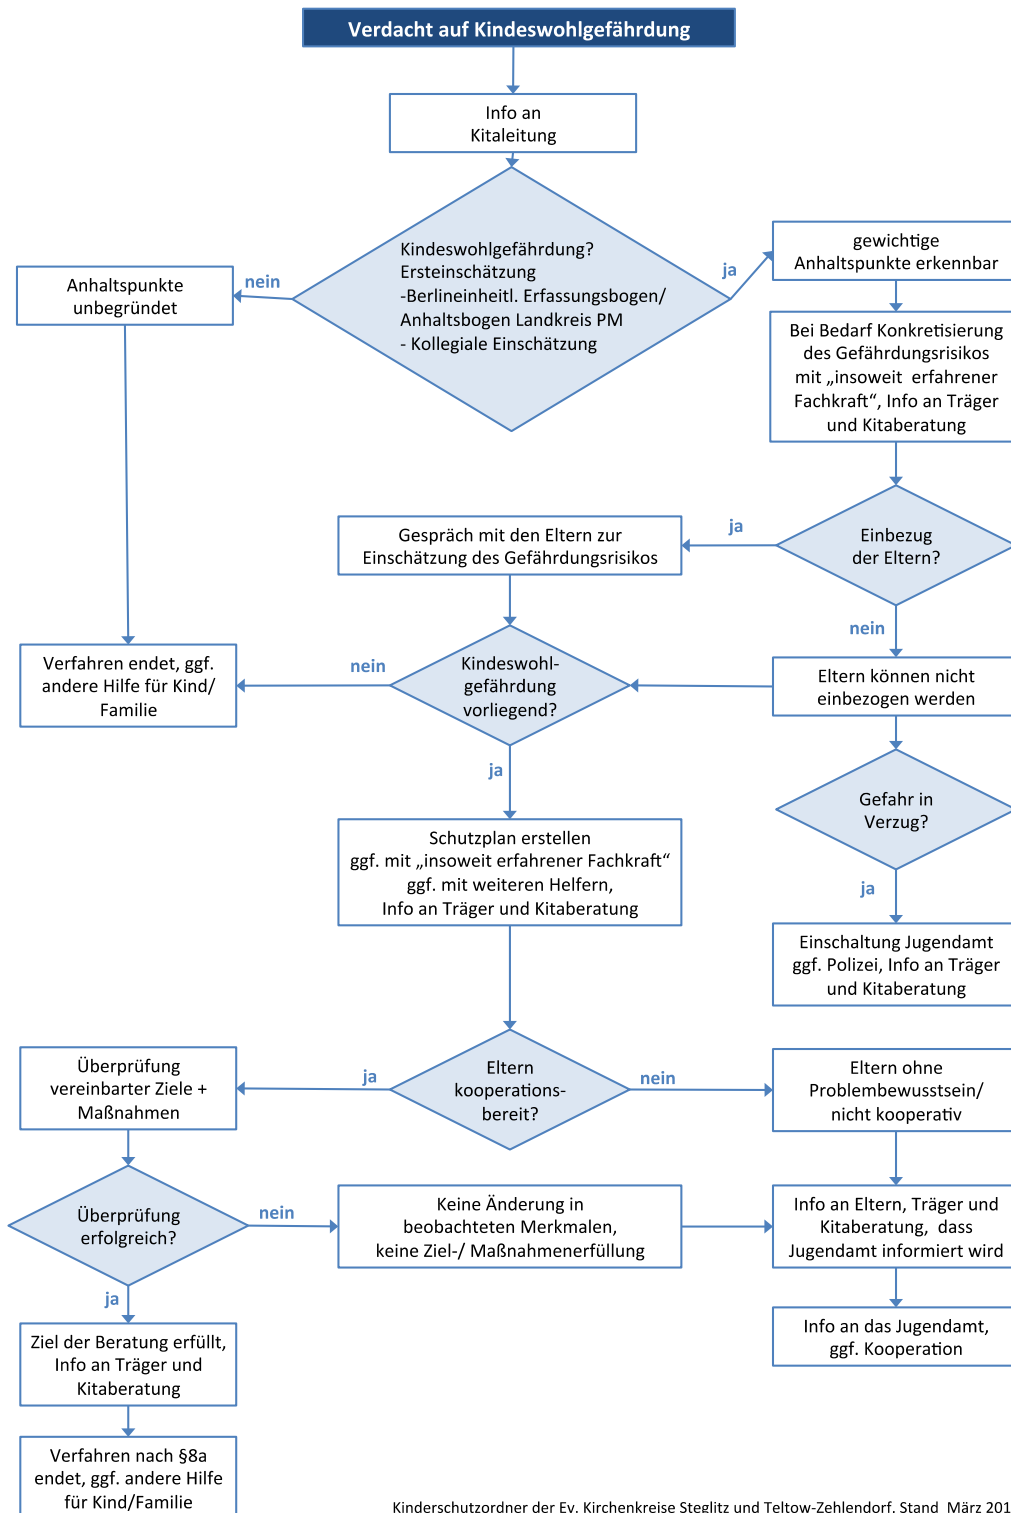 Verdacht auf Kindeswohlgefährdung
Info an
Kitaleitung
Kindeswohlgefährdung?
Ersteinschätzung
-Berlineinheitl. Erfassungsbogen/
Anhaltsbogen Landkreis PM
- Kollegiale Einschätzung
nein
ja
Anhaltspunkte
unbegründet
gewichtige
Anhaltspunkte erkennbar
Bei Bedarf Konkretisierung
des Gefährdungsrisikos
mit „insoweit erfahrener
Fachkraft“, Info an Träger
und Kitaberatung
Einbezug
der Eltern?
ja
Gespräch mit den Eltern zur
Einschätzung des Gefährdungsrisikos
nein
Eltern können nicht
einbezogen werden
Kindeswohl-
gefährdung
vorliegend?
nein
Verfahren endet, ggf.
andere Hilfe für Kind/
Familie
ja
Gefahr in
Verzug?
ja
Einschaltung Jugendamt
ggf. Polizei, Info an Träger
und Kitaberatung
Schutzplan erstellen
ggf. mit „insoweit erfahrener Fachkraft“
ggf. mit weiteren Helfern,
Info an Träger und Kitaberatung
Eltern
kooperations-
bereit?
ja
nein
Überprüfung
vereinbarter Ziele +
Maßnahmen
Eltern ohne
Problembewusstsein/
nicht kooperativ
Überprüfung
erfolgreich?
nein
Keine Änderung in
beobachteten Merkmalen,
keine Ziel-/ Maßnahmenerfüllung
Info an Eltern, Träger und
Kitaberatung, dass
Jugendamt informiert wird
ja
Info an das Jugendamt,
ggf. Kooperation
Ziel der Beratung erfüllt,
Info an Träger und
Kitaberatung
Verfahren nach §8a
endet, ggf. andere Hilfe
für Kind/Familie
Kinderschutzordner der Ev. Kirchenkreise Steglitz und Teltow-Zehlendorf, Stand März 201